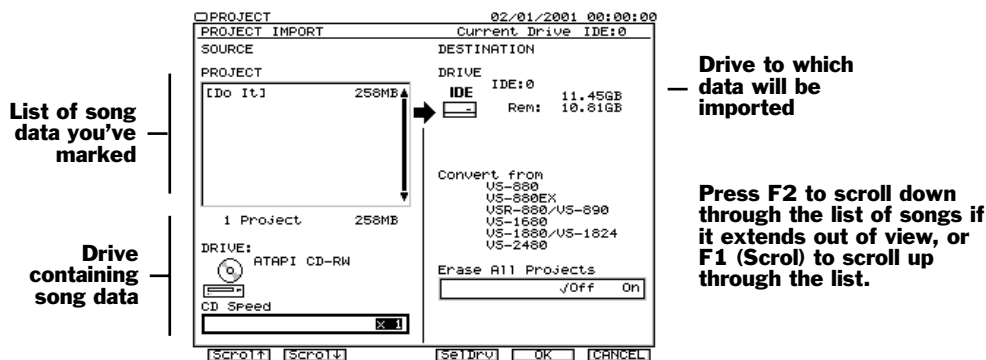 PROJECT 02/01/2001 00:00:00
PROJECT IMPORT Current Drive IDE:0
SOURCE
PROJECT
[Do It] 258MB
1 Project 258MB
DRIVE:
ATAPI CD-RW
CD Speed
x 1
DESTINATION
DRIVE
IDE:0
IDE
11.45GB
Rem: 10.81GB
Convert from
VS-880
VS-880EX
VSR-880/VS-890
VS-1680
VS-1880/VS-1824
VS-2480
Erase All Projects
√Off On
[Scrol↑] [Scrol↓] [SelDrv] [ OK ] [CANCEL]
List of song
data you've
marked
Drive
containing
song data
Drive to which
data will be
imported
Press F2 to scroll down
through the list of songs if
it extends out of view, or
F1 (Scrol) to scroll up
through the list.